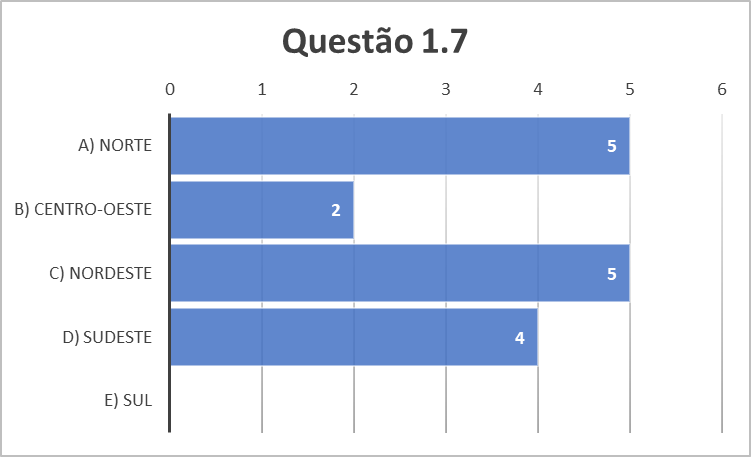 Questão 1.7
0 1 2 3 4 5 6
A) NORTE 5
B) CENTRO-OESTE 2
C) NORDESTE 5
D) SUDESTE 4
E) SUL